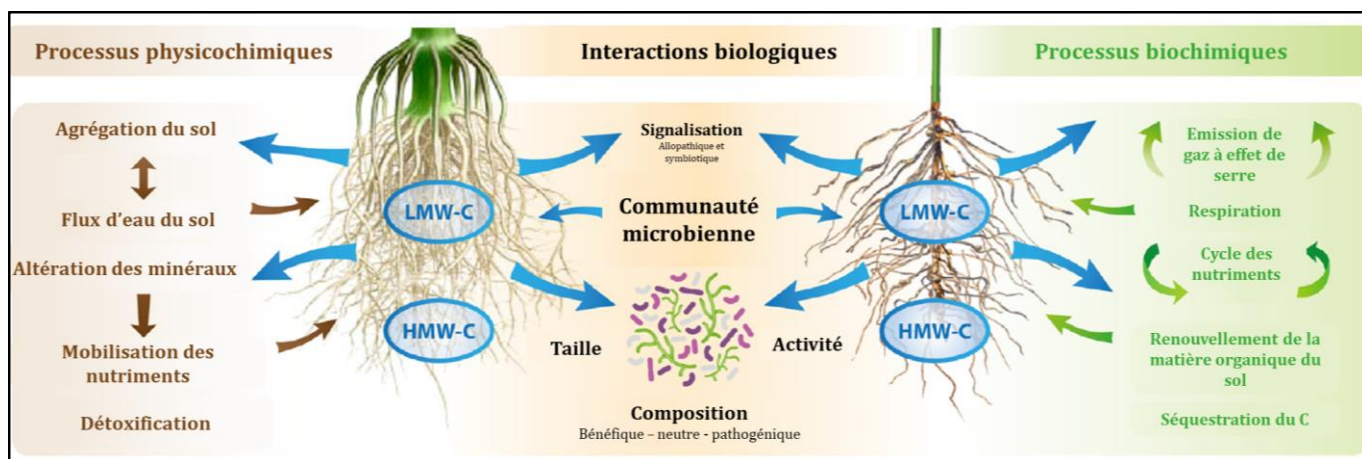 Processus physicochimiques
Interactions biologiques
Processus biochimiques
Agrégation du sol
Flux d'eau du sol
Altération des minéraux
Mobilisation des
nutriments
Détoxification
LMW-C
HMW-C
Signalisation
Allopathique et
symbiotique
Communauté
microbienne
Taille
Activité
Composition
Bénéfique – neutre - pathogénique
LMW-C
HMW-C
Emission de
gaz à effet de
serre
Respiration
Cycle des
nutriments
Renouvellement de la
matière organique du
sol
Séquestration du C